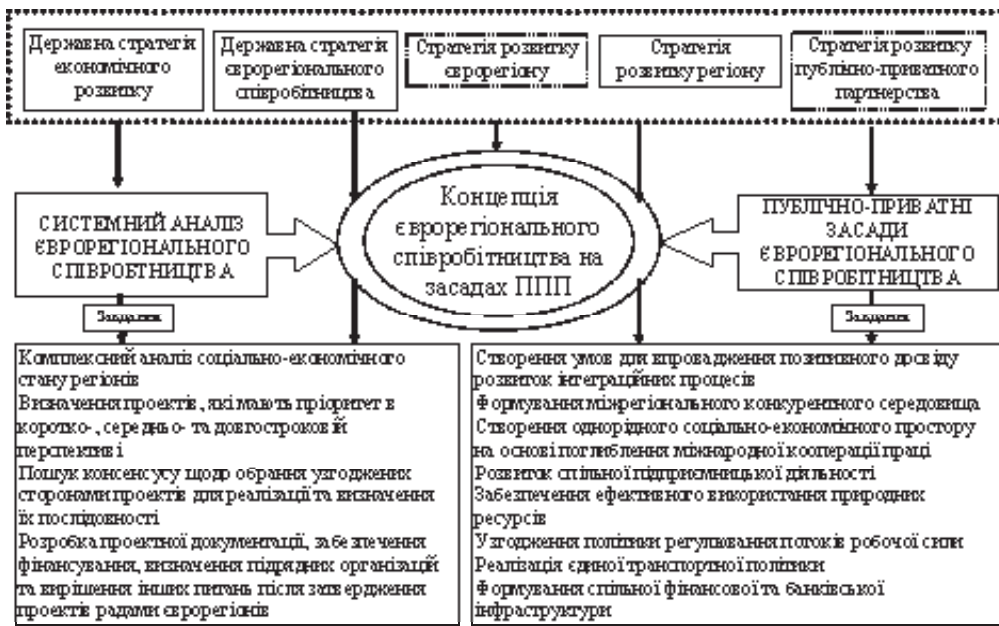 Державна стратегія
економічного
розвитку
Державна стратегія
єврорегіонального
співробітництва
Стратегія розвитку
єврорегіону
Стратегія
розвитку регіону
Стратегія розвитку
публічно-приватного
партнерства
СИСТЕМНИЙ АНАЛІЗ
ЄВРОРЕГІОНАЛЬНОГО
СПІВРОБІТНИЦТВА
Концепція
єврорегіонального
співробітництва на
засадах ППП
ПУБЛІЧНО-ПРИВАТНІ
ЗАСАДИ
ЄВРОРЕГІОНАЛЬНОГО
СПІВРОБІТНИЦТВА
Завдання
Завдання
Комплексний аналіз соціально-економічного
стану регіонів
Визначення проектів, які мають пріоритет в
коротко-, середньо- та довгостроковій
перспективі
Пошук консенсусу щодо обрання узгоджених
сторонами проектів для реалізації та визначення
їх послідовності
Розробка проектної документації, забезпечення
фінансування, визначення підрядних організацій
та вирішення інших питань після затвердження
проектів радами єврорегіонів
Створення умов для впровадження позитивного досвіду
розвиток інтеграційних процесів
Формування міжрегіонального конкурентного середовища
Створення однорідного соціально-економічного простору
на основі поглиблення міжнародної кооперації праці
Розвиток спільної підприємницької діяльності
Забезпечення ефективного використання природних
ресурсів
Узгодження політики регулювання потоків робочої сили
Реалізація єдиної транспортної політики
Формування спільної фінансової та банківської
інфраструктури